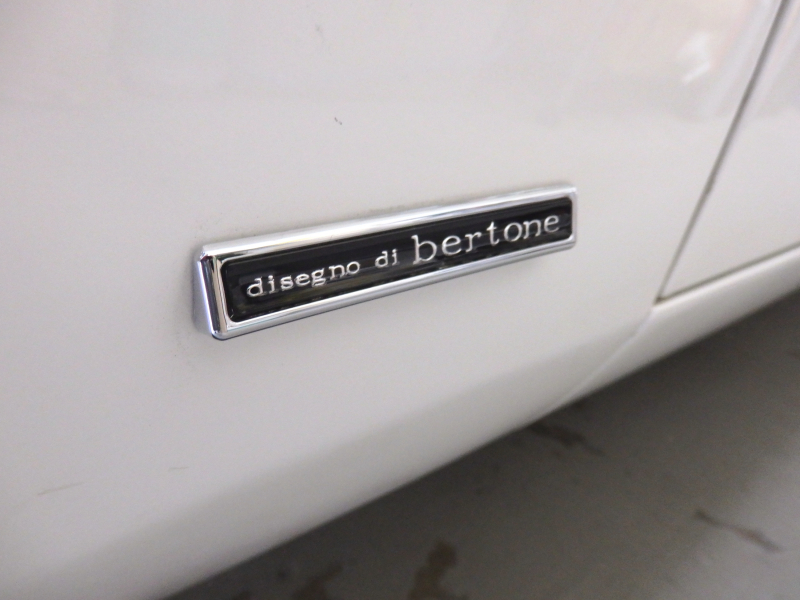 disegno di bertone